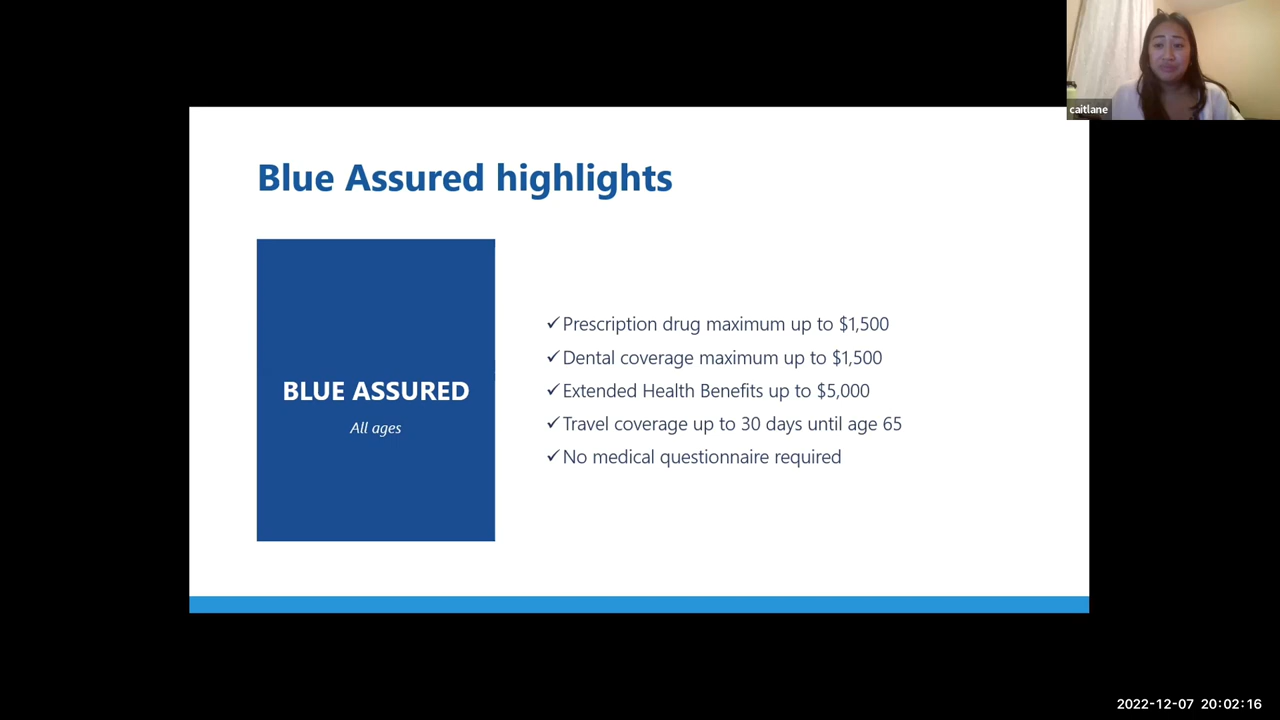 caitlane
Blue Assured highlights
BLUE ASSURED
All ages
✓Prescription drug maximum up to $1,500
✓Dental coverage maximum up to $1,500
✓Extended Health Benefits up to $5,000
✓Travel coverage up to 30 days until age 65
✓No medical questionnaire required
2022-12-07 20:02:16